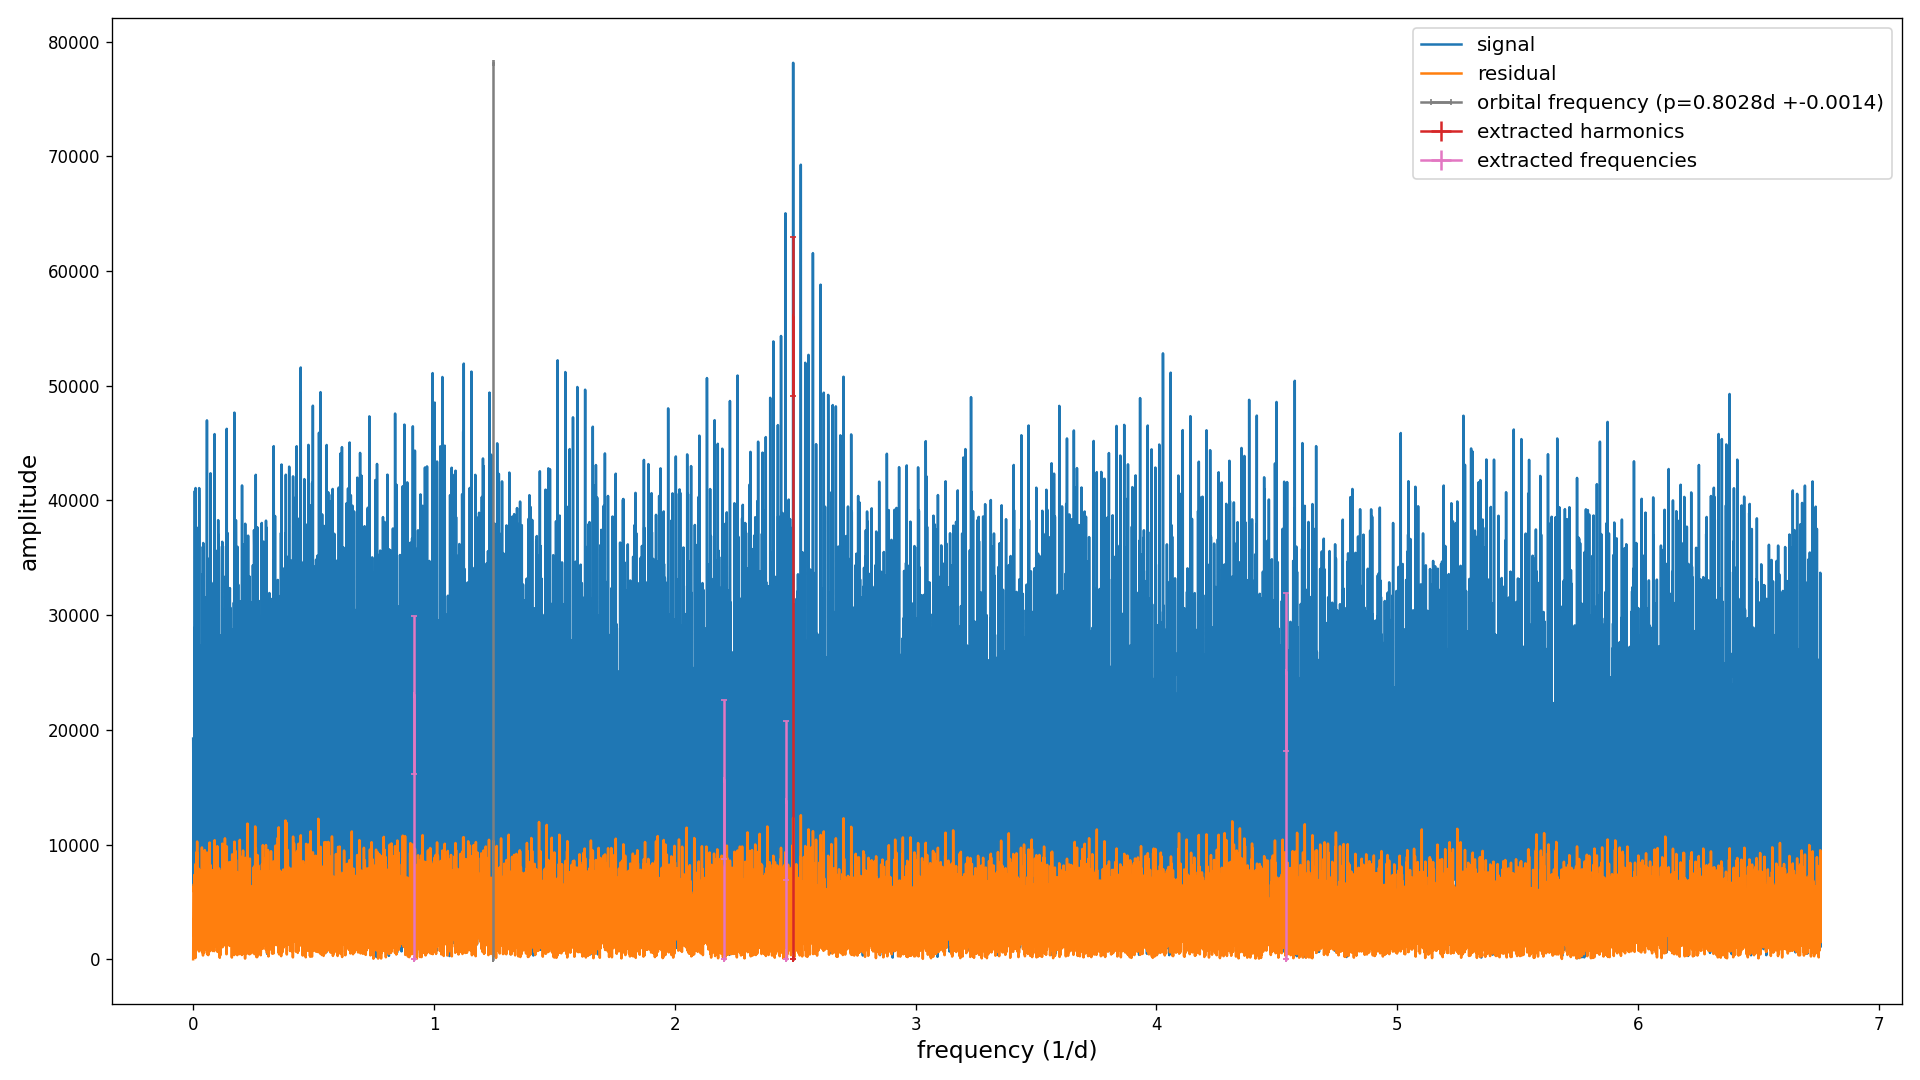 signal
residual
orbital frequency (p=0.8028d +-0.0014)
extracted harmonics
extracted frequencies
80000
70000
60000
50000
40000
30000
20000
10000
0
amplitude
0 1 2 3 4 5 6 7
frequency (1/d)